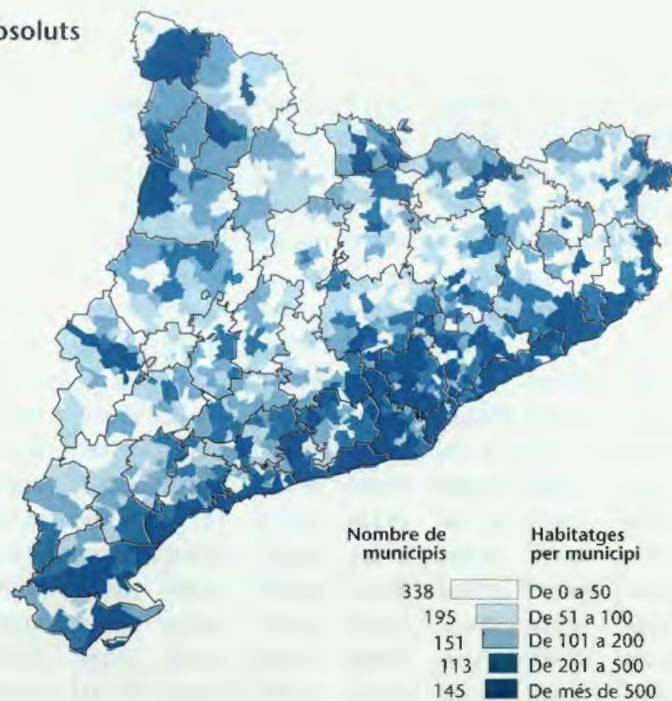 Nombre de municipis
Habitatges per municipi
338 De 0 a 50
195 De 51 a 100
151 De 101 a 200
113 De 201 a 500
145 De més de 500